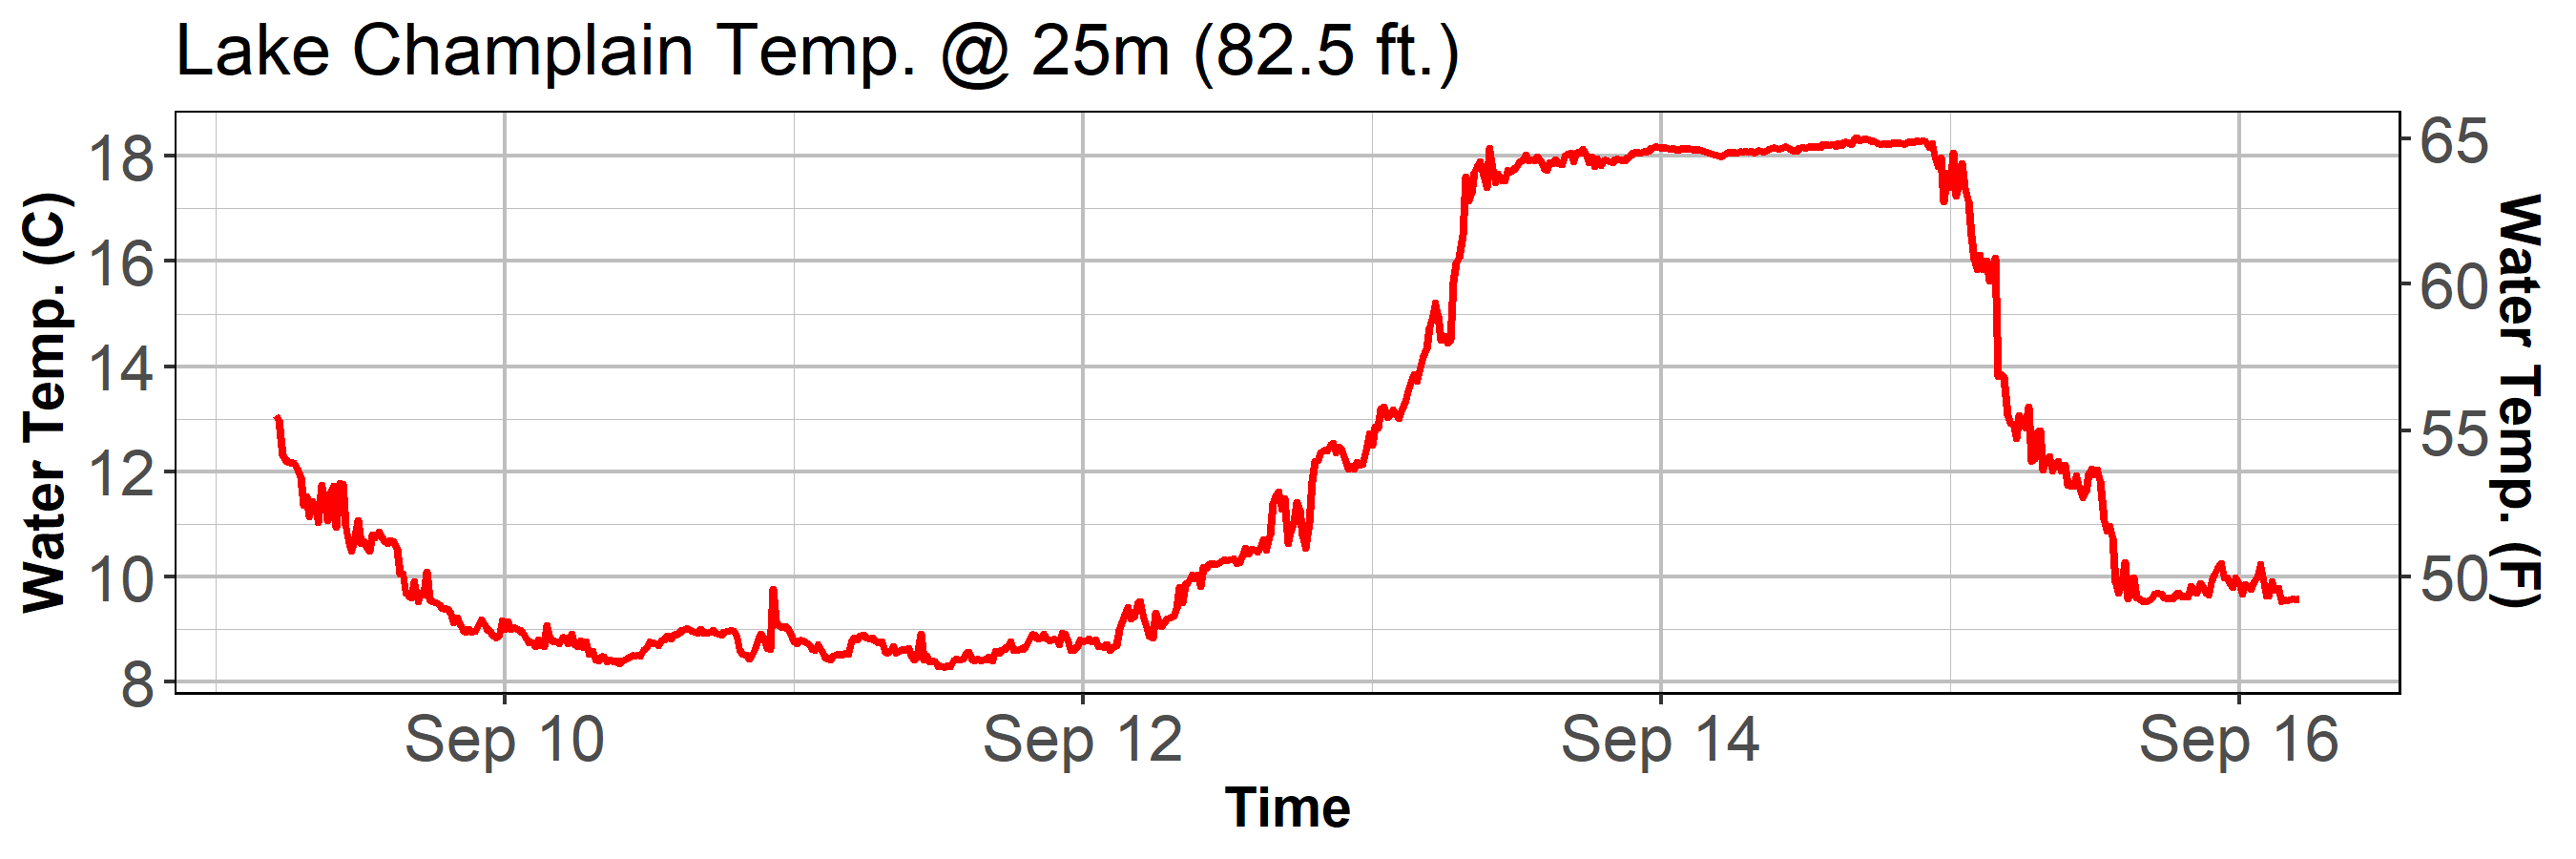 Lake Champlain Temp. @ 25m (82.5 ft.)
Water Temp. (C)
18
16
14
12
10
8
65
60
55
50
Water Temp. (F)
Sep 10 Sep 12 Sep 14 Sep 16
Time